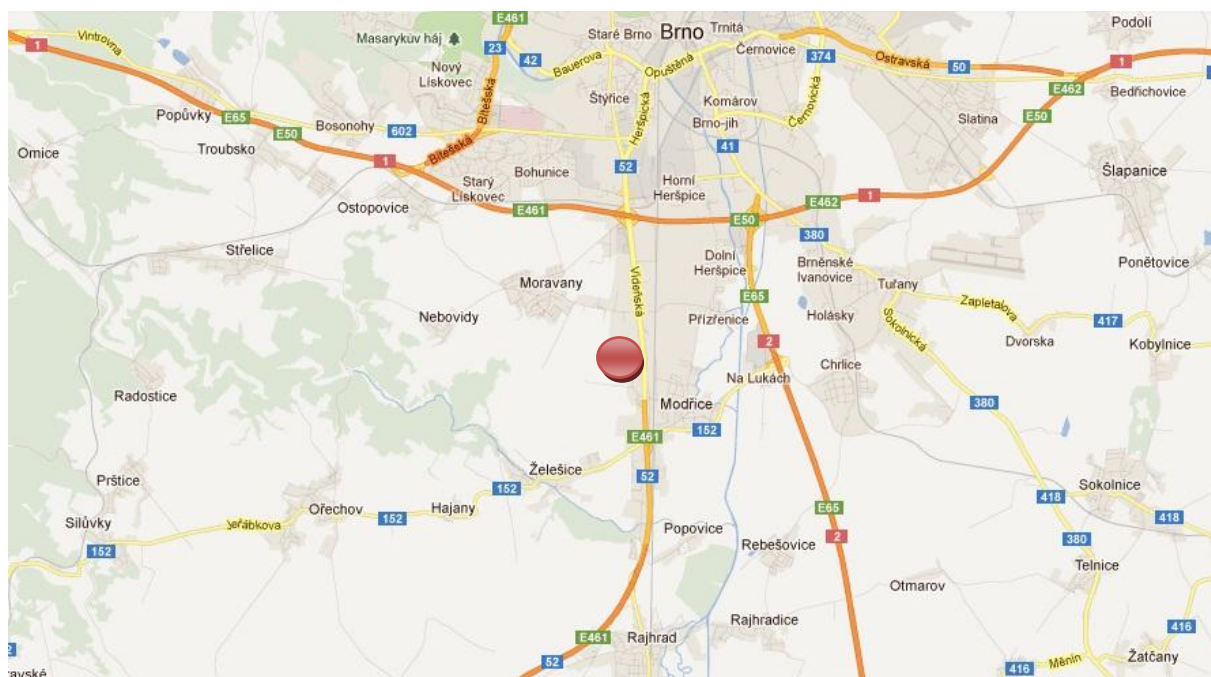 E461
Podolí
Masarykův háj
Staré Brno
Brno
Trnitá
1
Vintrovna
23
42
Bauerova
Opuštěná
Černovice
374
Ostravská
50
1
Nový
Lískovec
Bítešská
Štýřice
Heršpická
Komárov
Černovická
E462
Bedřichovice
Popůvky
E65
E50
Bosonohy
602
Brno-jih
E50
Slatina
Omice
Troubsko
1
Bítešská
Bohunice
52
41
Starý
Lískovec
Horní
Heršpice
Šlapanice
Ostopovice
E461
E50
E462
1
Střelice
380
Dolní
Heršpice
Brněnské
Ivanovice
Ponětovice
Moravany
Vídeňská
E65
Tuřany
Zapletalova
Nebovidy
Přízřenice
Holásky
Sokolnická
417
Dvorska
Kobylnice
2
Chrlice
Na Lukách
Radostice
Modřice
380
152
E461
Želešice
52
Prštice
152
Sokolnice
418
Ořechov
Hajany
E65
418
Silůvky
152
Popovice
2
380
152
Rebešovice
Telnice
Otmarov
Rajhradice
E461
Rajhrad
416
52
416
Měnín
Žatčany